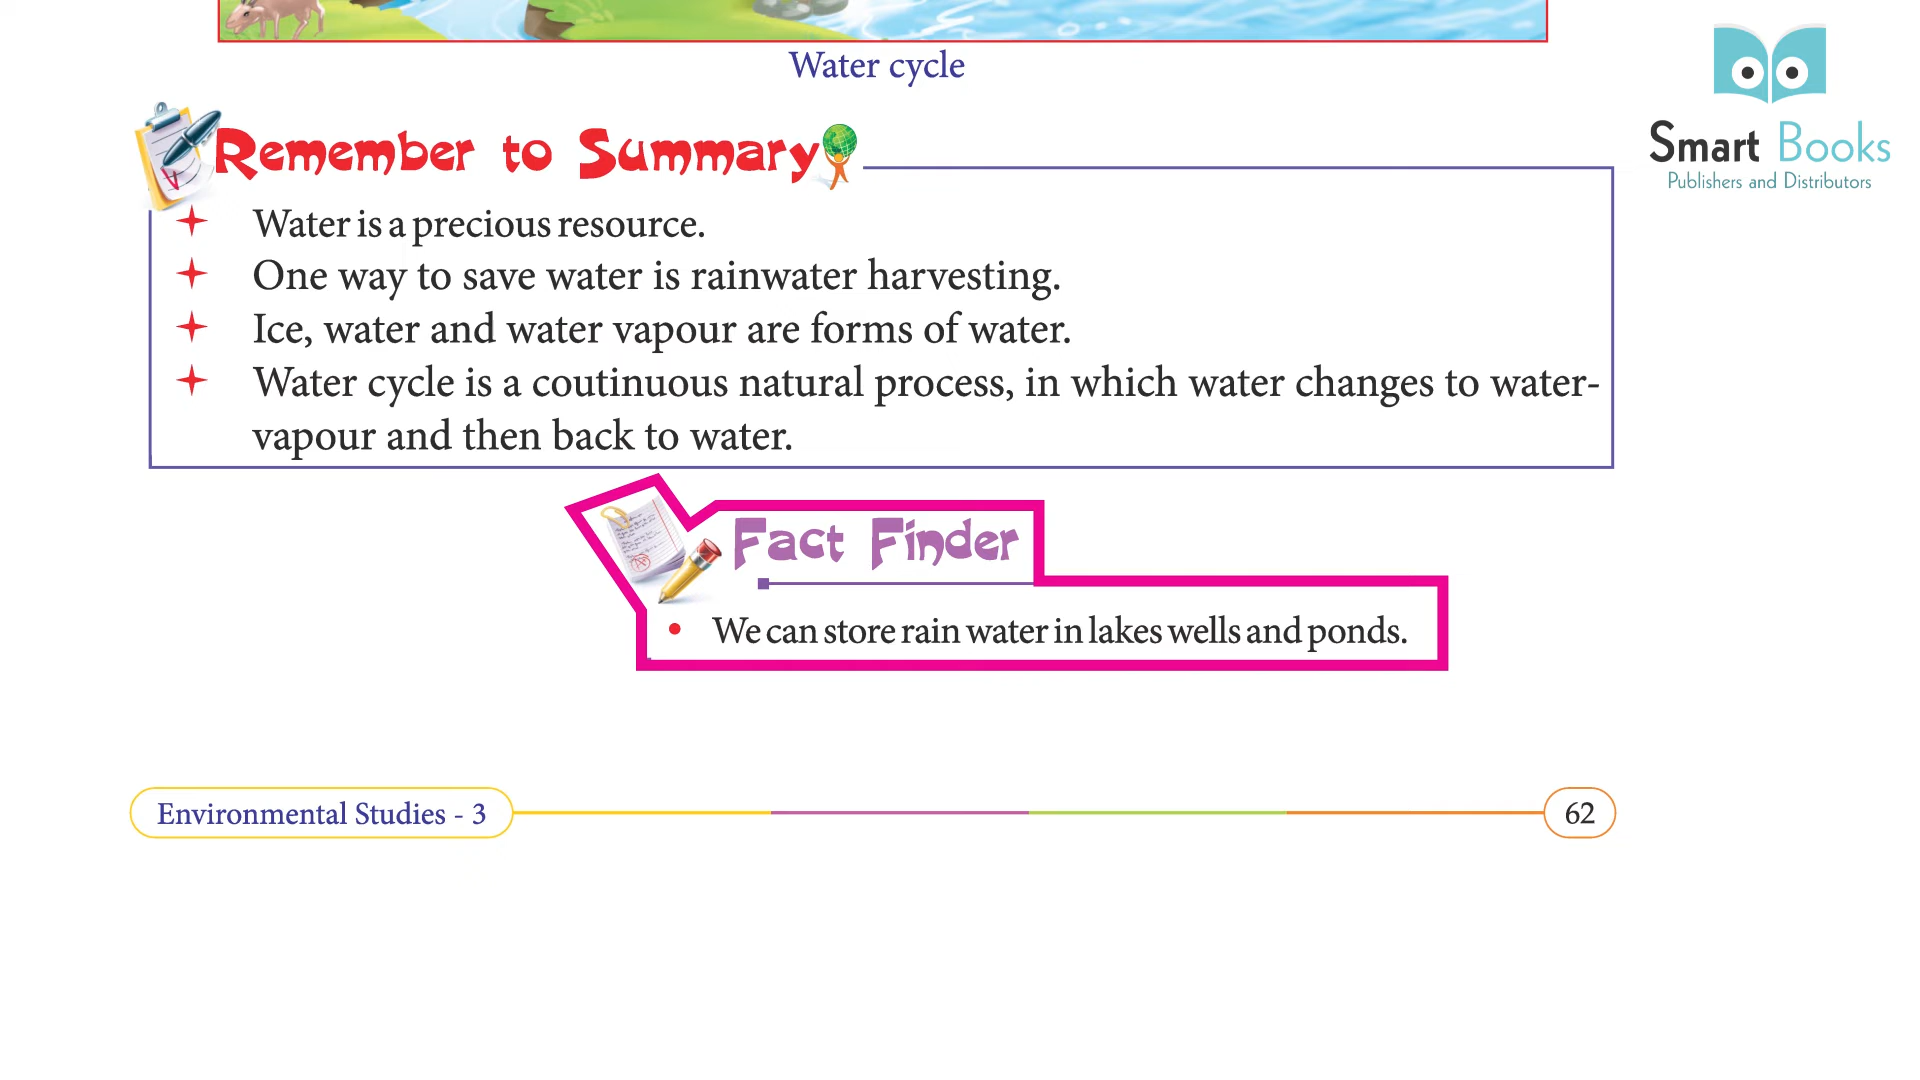 Water cycle
Smart Books
Publishers and Distributors
Remember to Summary
Water is a precious resource.
One way to save water is rainwater harvesting.
Ice, water and water vapour are forms of water.
Water cycle is a coutinuous natural process, in which water changes to water-
vapour and then back to water.
Fact Finder
• We can store rain water in lakes wells and ponds.
Environmental Studies - 3
62